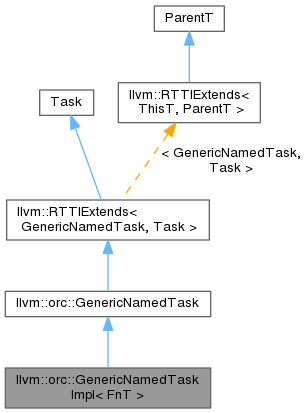 ParentT
llvm::RTTIExtends<
ThisT, ParentT >
Task
< GenericNamedTask,
Task >
llvm::RTTIExtends<
GenericNamedTask, Task >
llvm::orc::GenericNamedTask
llvm::orc::GenericNamedTask
Impl< FnT >